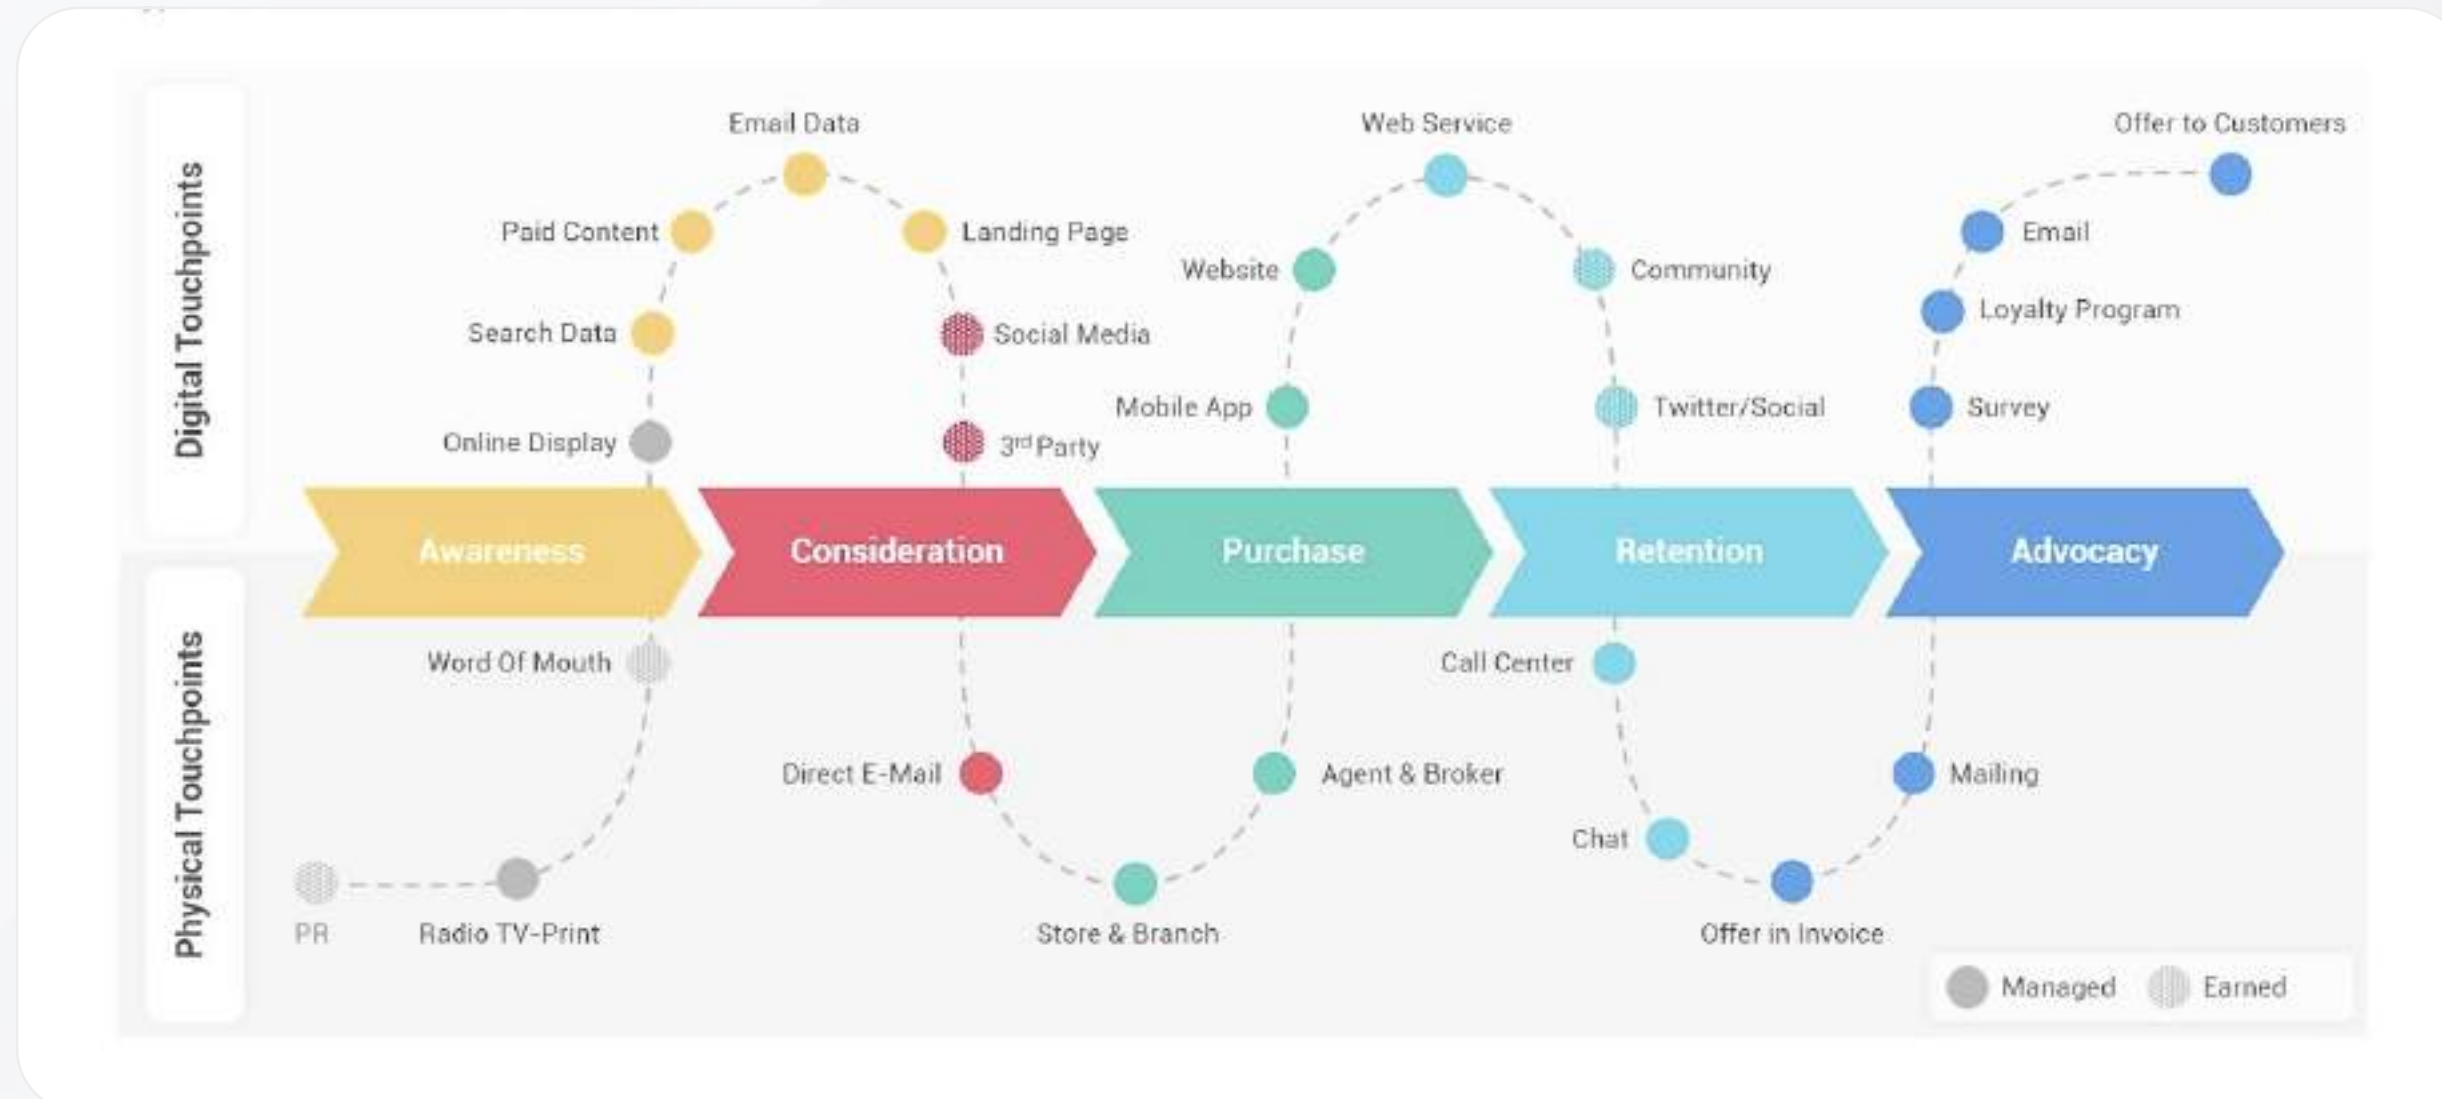 Digital Touchpoints
Email Data
Paid Content
Landing Page
Search Data
Social Media
Online Display
3rd Party
Web Service
Website
Community
Mobile App
Twitter/Social
Offer to Customers
Email
Loyalty Program
Survey
Awareness
Consideration
Purchase
Retention
Advocacy
Physical Touchpoints
Word Of Mouth
PR
Radio TV-Print
Direct E-Mail
Store & Branch
Agent & Broker
Call Center
Chat
Offer in Invoice
Mailing
Managed
Earned